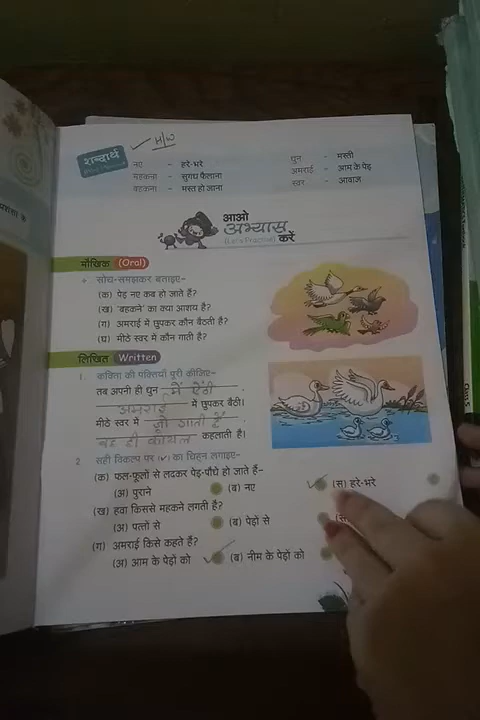 H/W
शब्दार्थ
नए - हरे-भरे
धुन - मस्ती
महकना - सुगंध फैलाना
अमराई - आम के पेड़
बहकना - मस्त हो जाना
स्वर - आवाज़
आओ
अभ्यास
(Let's Practise) करें
मौखिक (Oral)
सोच-समझकर बताइए-
(क) पेड़ नए कब हो जाते हैं?
(ख) 'बहकने' का क्या आशय है?
(ग) अमराई में छुपकर कौन बैठती है?
(घ) मीठे स्वर में कौन गाती है?
लिखित Written
1. कविता की पंक्तियाँ पूरी कीजिए-
तब अपनी ही धुन में ऐंठी,
अमराई में छुपकर बैठी।
मीठे स्वर में जो गाती है,
वह ही कोयल कहलाती है।
2. सही विकल्प पर (✓) का चिह्न लगाइए-
(क) फल-फूलों से लदकर पेड़-पौधे हो जाते हैं-
(अ) पुराने (ब) नए ✓ (स) हरे-भरे
(ख) हवा किससे महकने लगती है?
(अ) पत्तों से (ब) पेड़ों से
(ग) अमराई किसे कहते हैं?
(अ) आम के पेड़ों को ✓ (ब) नीम के पेड़ों को